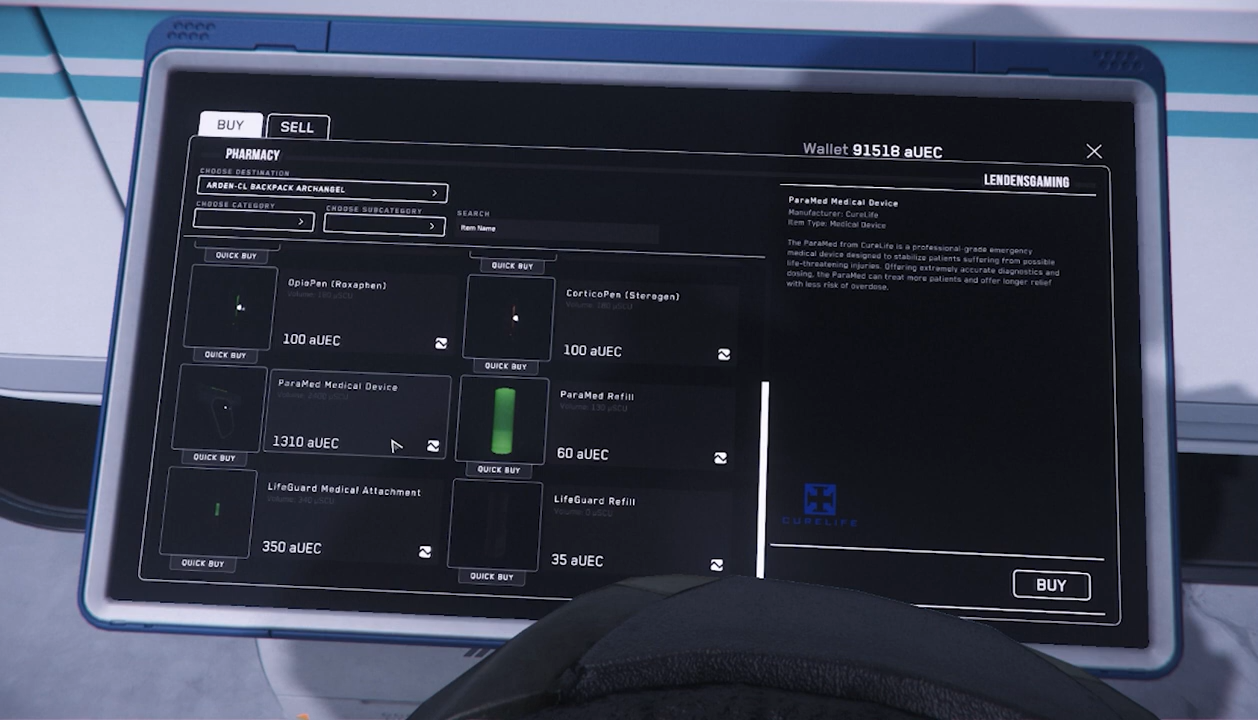 BUY
SELL
Wallet 91518 aUEC
PHARMACY
LENDENSGAMING
CHOOSE DESTINATION
ARDEN-CL BACKPACK ARCHANGEL
CHOOSE CATEGORY
CHOOSE SUBCATEGORY
SEARCH
Item Name
QUICK BUY
QUICK BUY
OpioPen (Roxaphen)
100 aUEC
QUICK BUY
CorticoPen (Sterogen)
100 aUEC
QUICK BUY
ParaMed Medical Device
1310 aUEC
QUICK BUY
ParaMed Refill
60 aUEC
QUICK BUY
LifeGuard Medical Attachment
350 aUEC
QUICK BUY
LifeGuard Refill
35 aUEC
QUICK BUY
ParaMed Medical Device
Manufacturer: CureLife
Item Type: Medical Device
The ParaMed from CureLife is a professional-grade emergency
medical device designed to stabilize patients suffering from possible
life-threatening injuries. Offering extremely accurate diagnostics and
dosing, the ParaMed can treat more patients and offer longer relief
with less risk of overdose.
CURELIFE
BUY